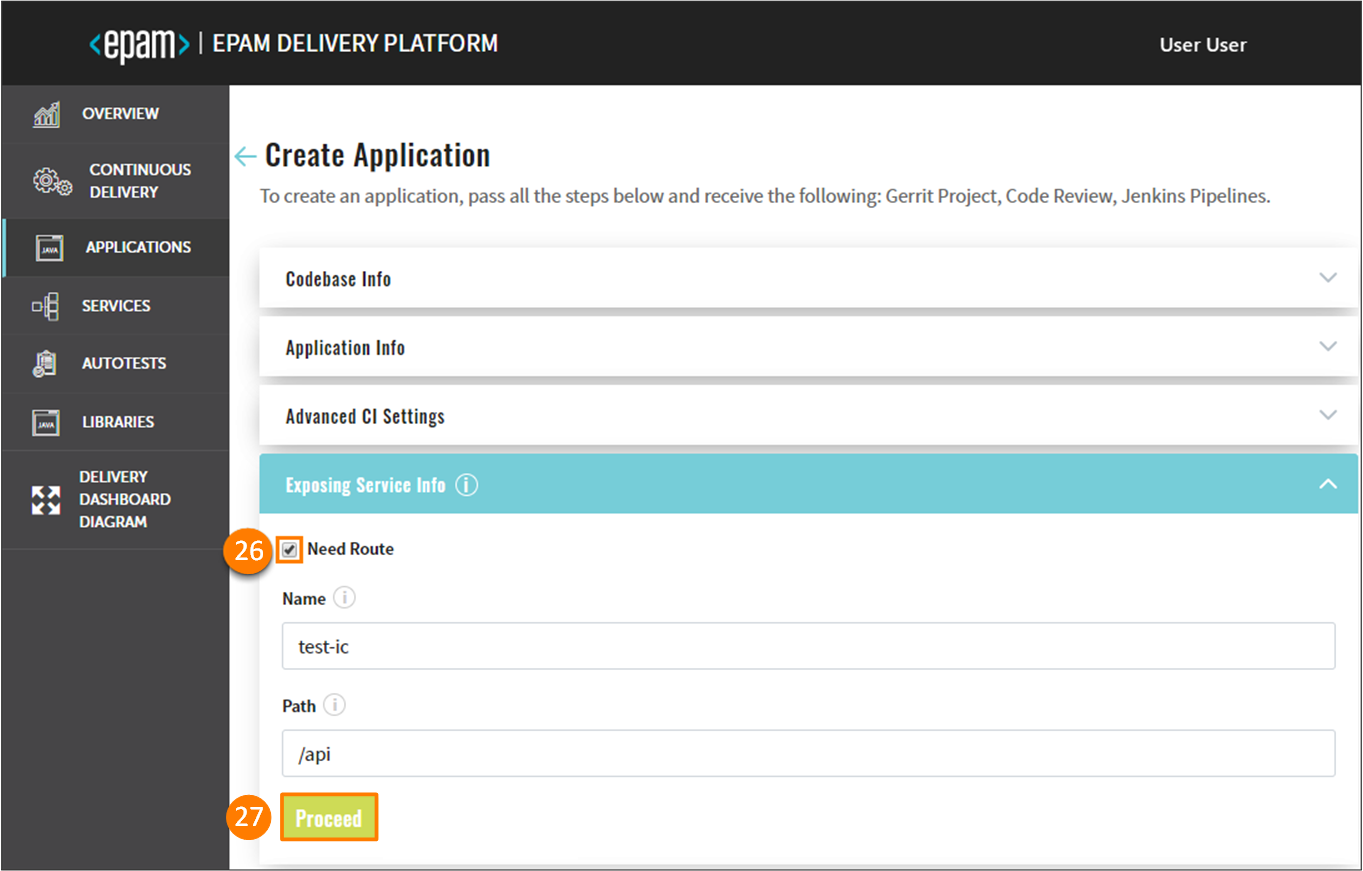 <epam> | EPAM DELIVERY PLATFORM
User User
OVERVIEW
CONTINUOUS
DELIVERY
JAVA
APPLICATIONS
SERVICES
AUTOTESTS
JAVA
LIBRARIES
DELIVERY
DASHBOARD
DIAGRAM
Create Application
To create an application, pass all the steps below and receive the following: Gerrit Project, Code Review, Jenkins Pipelines.
Codebase Info
Application Info
Advanced CI Settings
Exposing Service Info i
26 Need Route
Name i
test-ic
Path i
/api
27 Proceed